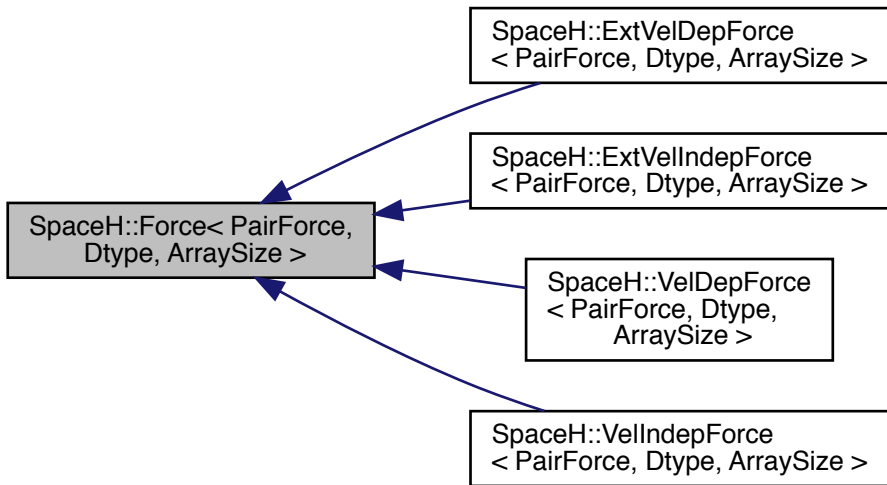 SpaceH::ExtVelDepForce
< PairForce, Dtype, ArraySize >
SpaceH::ExtVelIndepForce
< PairForce, Dtype, ArraySize >
SpaceH::Force< PairForce,
Dtype, ArraySize >
SpaceH::VelDepForce
< PairForce, Dtype,
ArraySize >
SpaceH::VelIndepForce
< PairForce, Dtype, ArraySize >